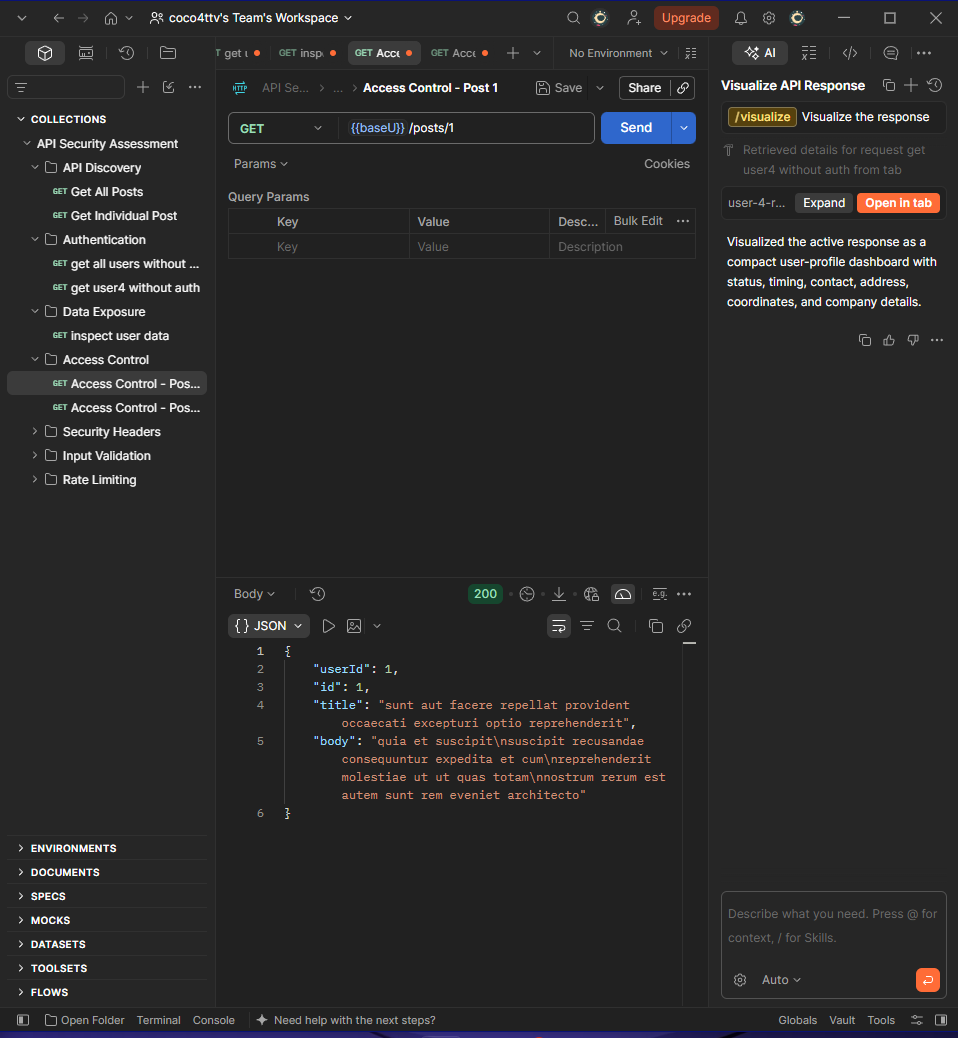 coco4ttv's Team's Workspace
Upgrade
GET insp
GET Acce
No Environment
AI
Visualize API Response
HTTP API Se... > ... > Access Control - Post 1
Save
Share
/visualize Visualize the response
COLLECTIONS
GET {{baseU}} /posts/1
Send
API Security Assessment
Retrieved details for request get
user4 without auth from tab
API Discovery
Params
Cookies
GET Get All Posts
Query Params
user-4-r... Expand Open in tab
GET Get Individual Post
Key Value Desc... Bulk Edit
Authentication
Key Value Description
Visualized the active response as a
compact user-profile dashboard with
status, timing, contact, address,
coordinates, and company details.
GET get all users without ...
GET get user4 without auth
Data Exposure
GET inspect user data
Access Control
GET Access Control - Pos...
GET Access Control - Pos...
Security Headers
Input Validation
Rate Limiting
Body
200
e.g.
{} JSON
1 {
2 "userId": 1,
3 "id": 1,
4 "title": "sunt aut facere repellat provident
occaecati excepturi optio reprehenderit",
5 "body": "quia et suscipit\nsuscipit recusandae
consequuntur expedita et cum\nreprehenderit
molestiae ut ut quas totam\nnostrum rerum est
autem sunt rem eveniet architecto"
6 }
ENVIRONMENTS
DOCUMENTS
SPECS
MOCKS
DATASETS
TOOLSETS
FLOWS
Describe what you need. Press @ for
context, / for Skills.
Auto
Open Folder Terminal Console Need help with the next steps?
Globals Vault Tools